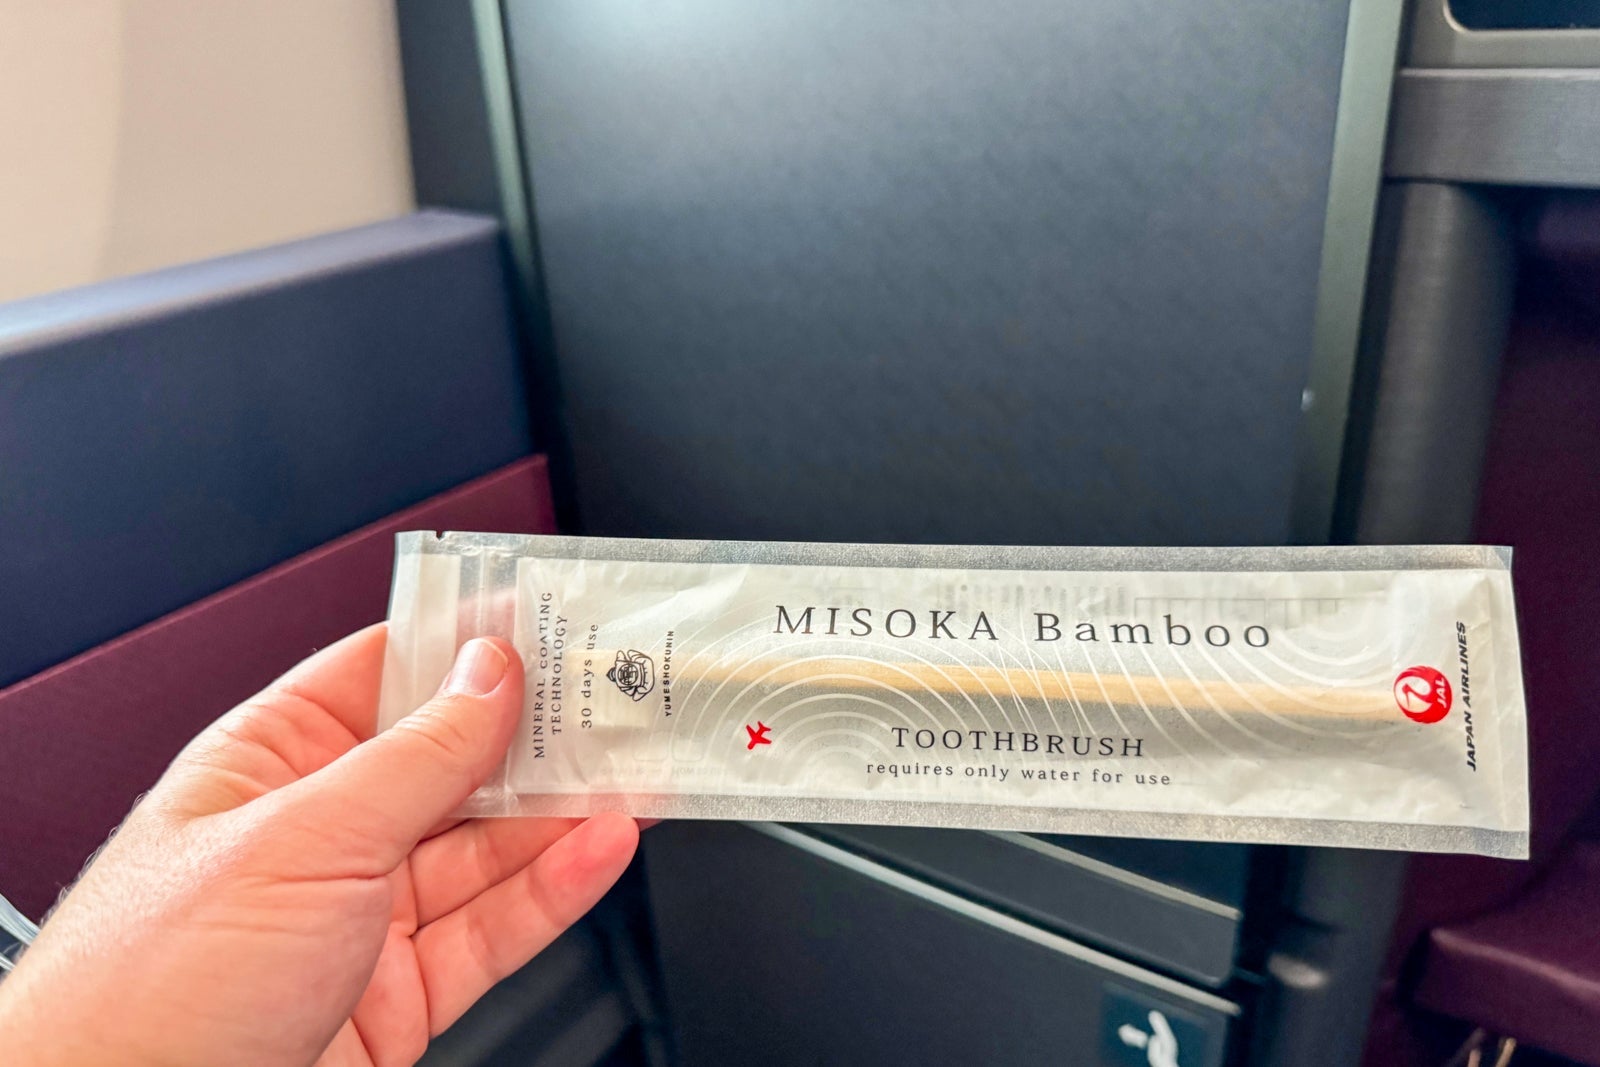 MINERAL COATING
TECHNOLOGY
30 days use
YUMESHOKUNIN
MISOKA Bamboo
TOOTHBRUSH
requires only water for use
JAL
JAPAN AIRLINES